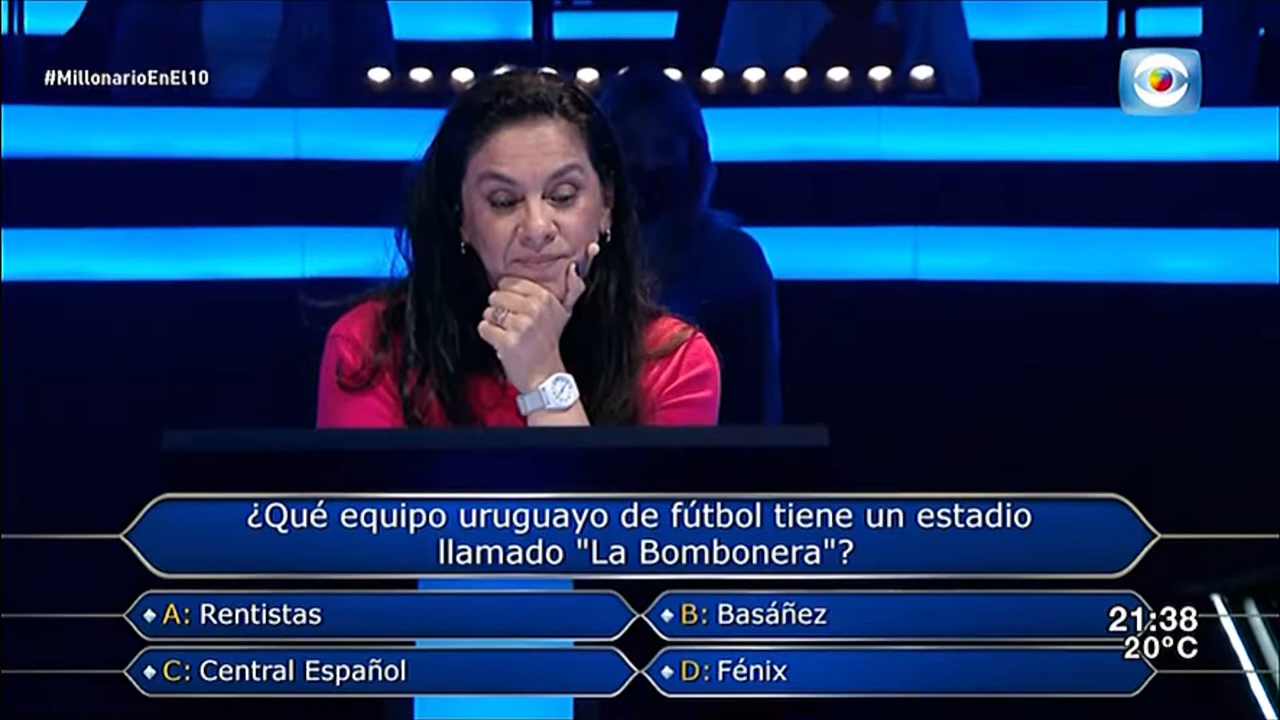 #MillonarioEnEl10
¿Qué equipo uruguayo de fútbol tiene un estadio
llamado "La Bombonera"?
A: Rentistas
B: Basáñez
21:38
20°C
C: Central Español
D: Fénix